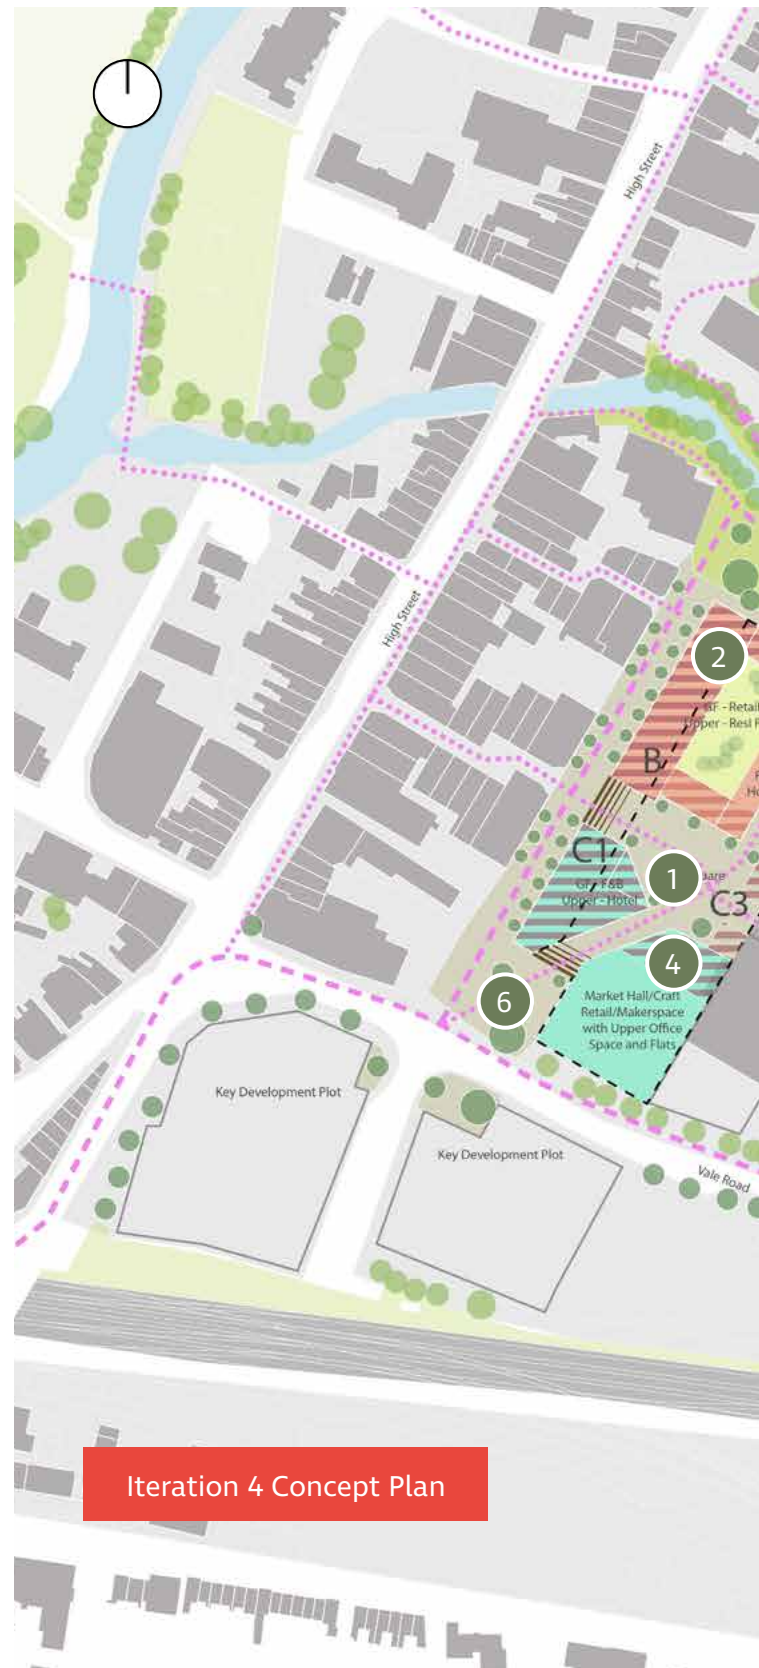 High Street
High Street
2
GF - Retail
Upper - Resi
B
C1
GF - F&B
Upper - Hotel
1
C3
4
6
Market Hall/Craft
Retail/Makerspace
with Upper Office
Space and Flats
Key Development Plot
Key Development Plot
Vale Road
Iteration 4 Concept Plan